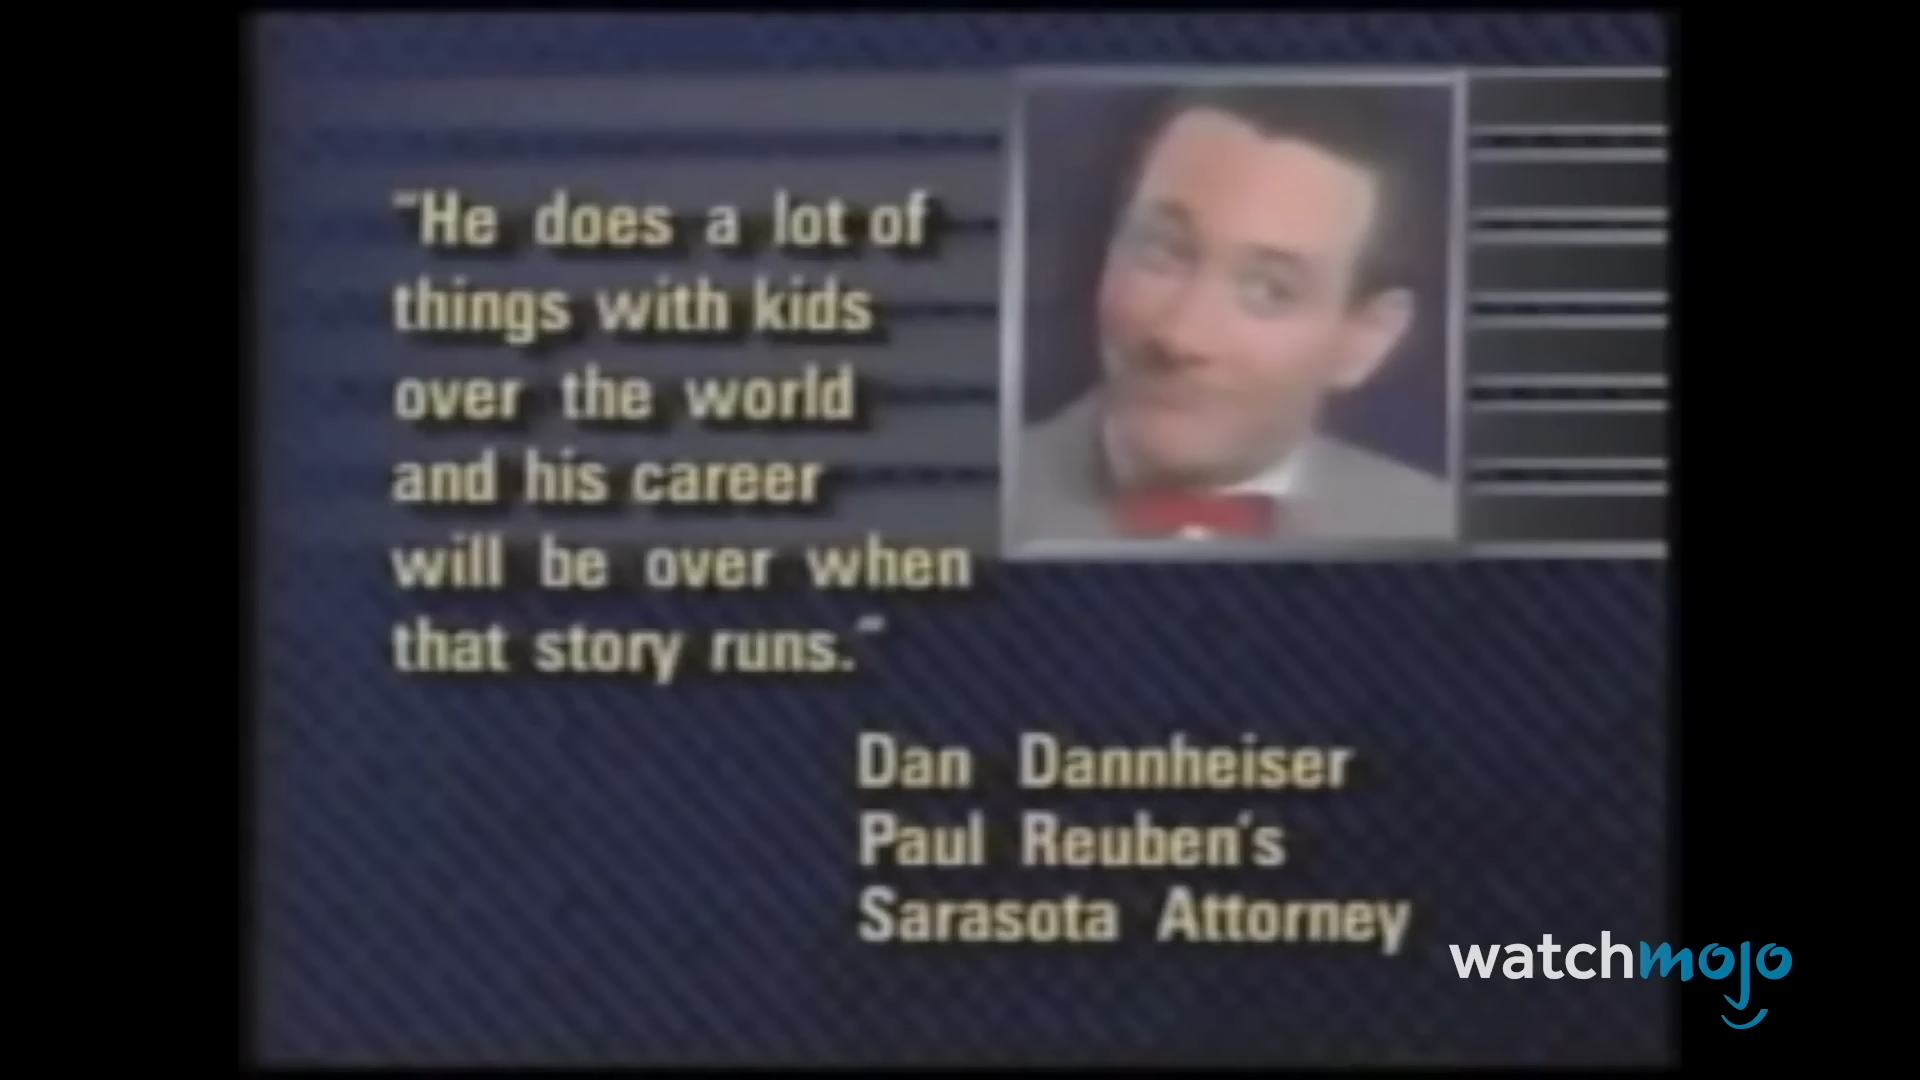 "He does a lot of
things with kids
over the world
and his career
will be over when
that story runs."
Dan Dannheiser
Paul Reuben's
Sarasota Attorney
watchmojo